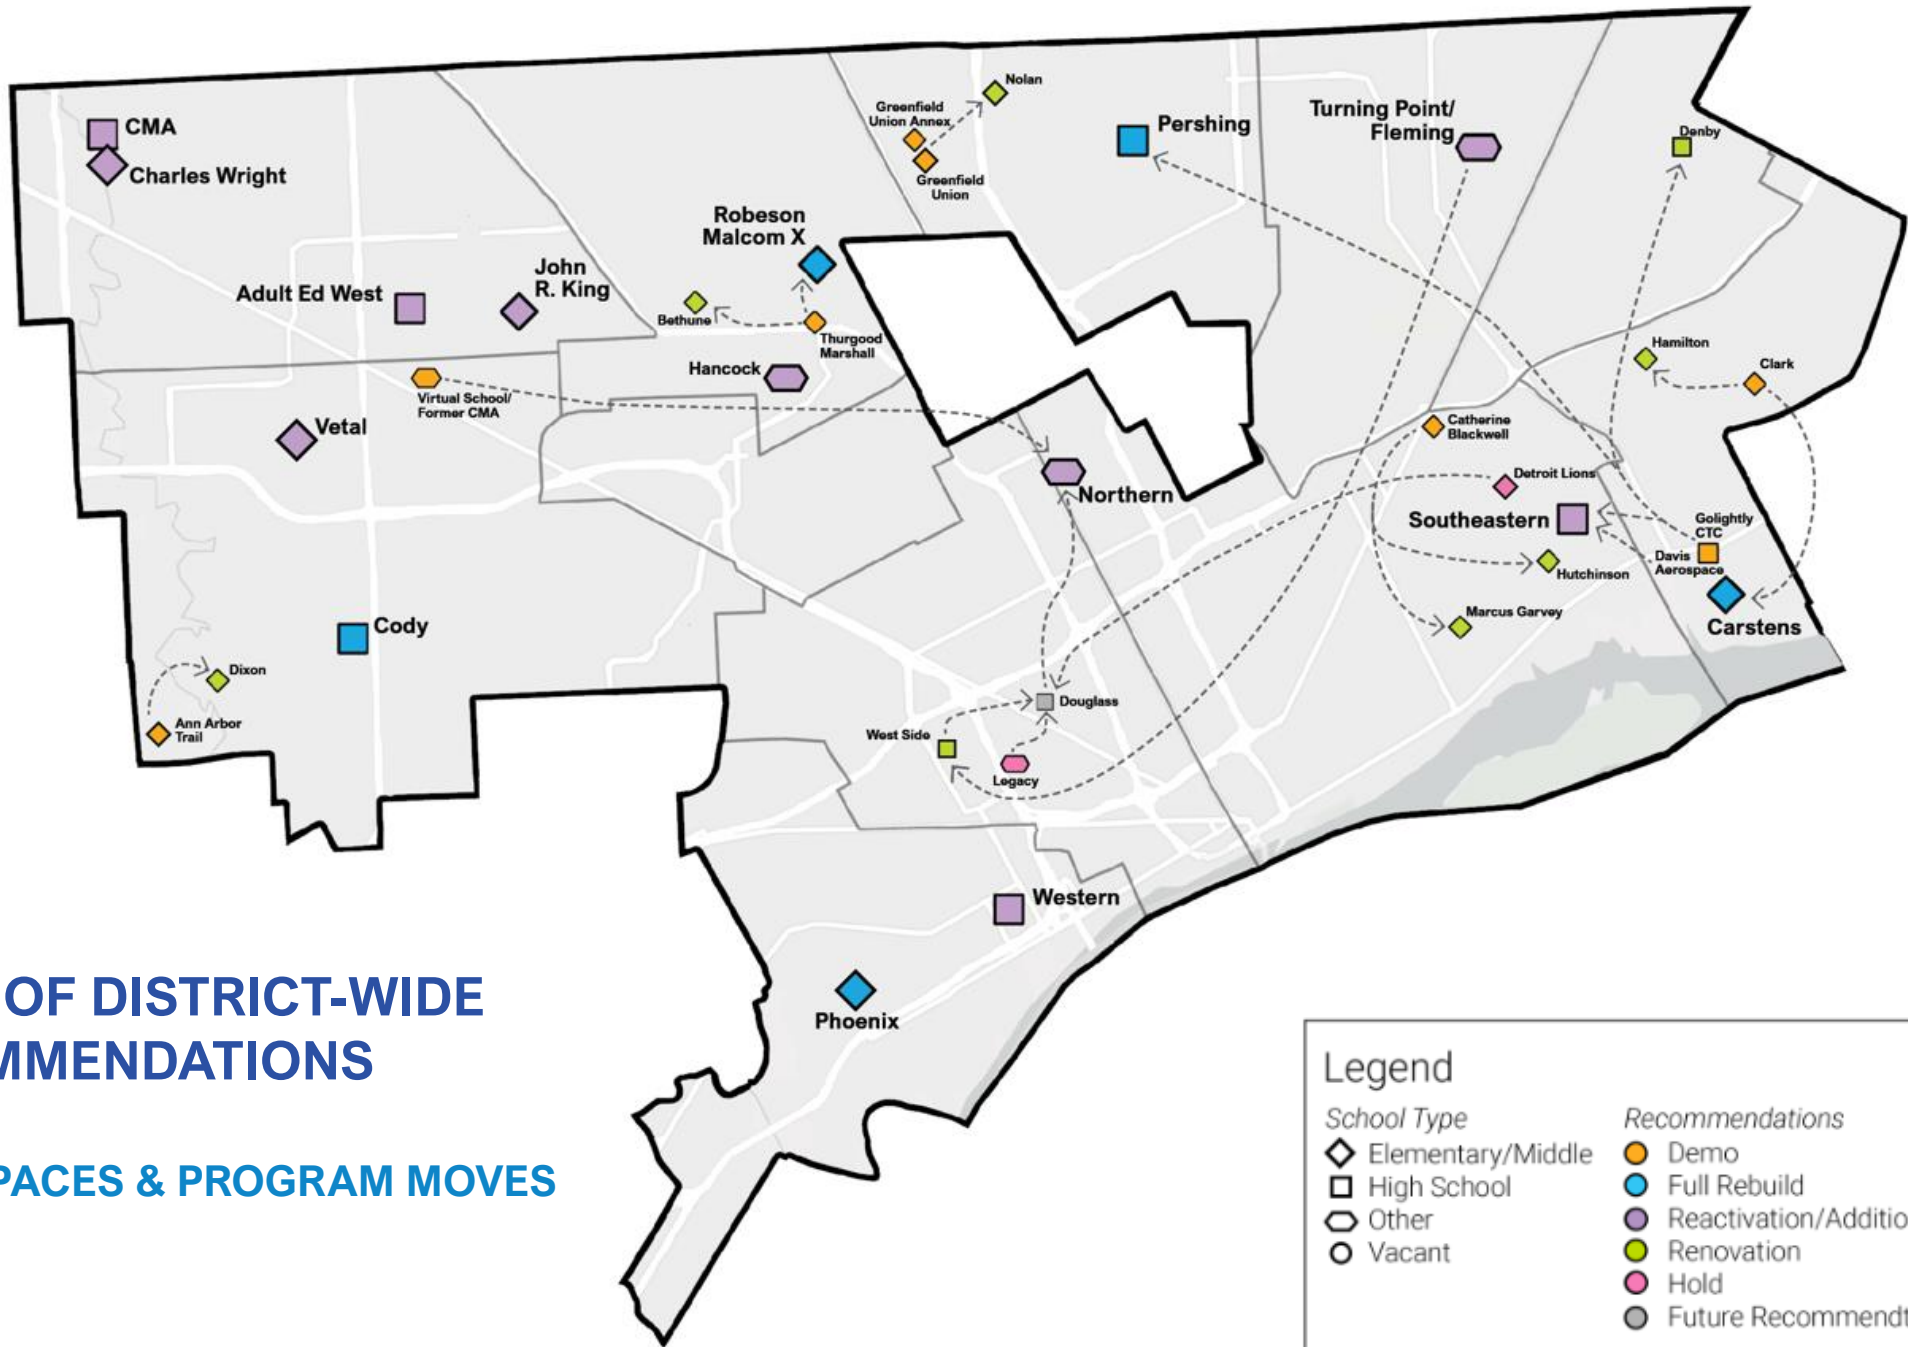 CMA
Charles Wright
Nolan
Greenfield
Union Annex
Greenfield
Union
Pershing
Turning Point/
Fleming
Denby
Robeson
Malcom X
John
R. King
Adult Ed West
Bethune
Thurgood
Marshall
Hancock
Virtual School/
Former CMA
Vetal
Hamilton
Clark
Catherine
Blackwell
Detroit Lions
Northern
Southeastern
Golightly
CTC
Davis
Aerospace
Hutchinson
Marcus Garvey
Carstens
Cody
Dixon
Ann Arbor
Trail
Douglass
West Side
Legacy
Western
Phoenix
OF DISTRICT-WIDE
MMENDATIONS
PACES & PROGRAM MOVES
Legend
School Type
Elementary/Middle
High School
Other
Vacant
Recommendations
Demo
Full Rebuild
Reactivation/Additio
Renovation
Hold
Future Recommendt